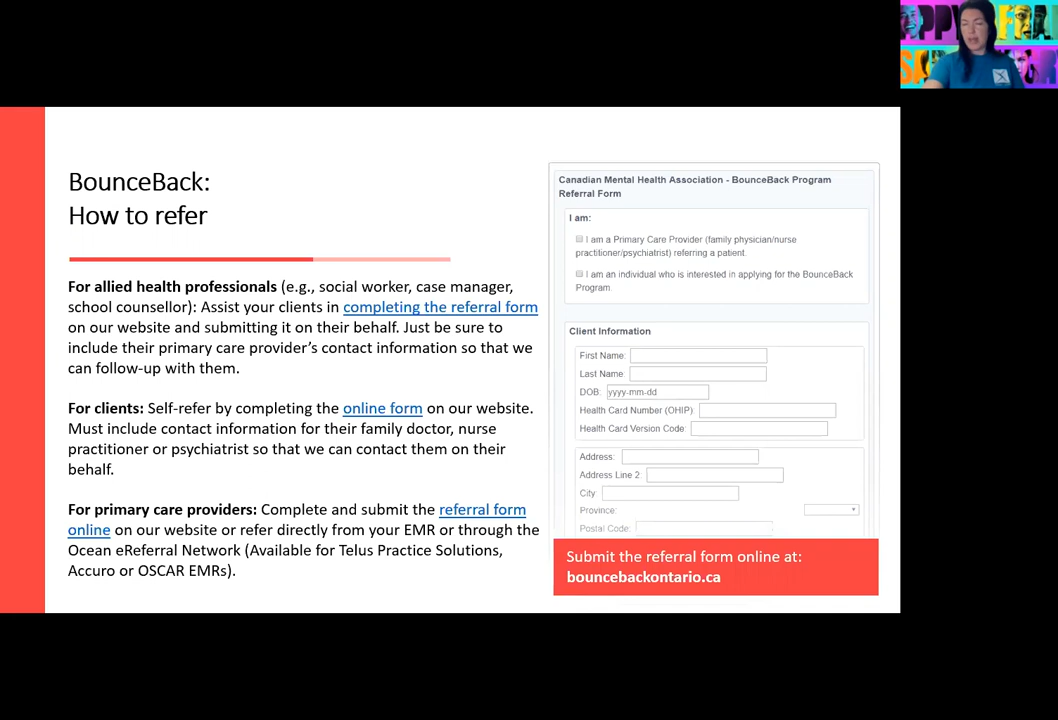 BounceBack:
How to refer
For allied health professionals (e.g., social worker, case manager,
school counsellor): Assist your clients in completing the referral form
on our website and submitting it on their behalf. Just be sure to
include their primary care provider’s contact information so that we
can follow-up with them.
For clients: Self-refer by completing the online form on our website.
Must include contact information for their family doctor, nurse
practitioner or psychiatrist so that we can contact them on their
behalf.
For primary care providers: Complete and submit the referral form
online on our website or refer directly from your EMR or through the
Ocean eReferral Network (Available for Telus Practice Solutions,
Accuro or OSCAR EMRs).
Canadian Mental Health Association - BounceBack Program
Referral Form
I am:
I am a Primary Care Provider (family physician/nurse
practitioner/psychiatrist) referring a patient.
I am an individual who is interested in applying for the BounceBack
Program.
Client Information
First Name:
Last Name:
DOB: yyyy-mm-dd
Health Card Number (OHIP):
Health Card Version Code:
Address:
Address Line 2:
City:
Province:
Postal Code:
Submit the referral form online at:
bouncebackontario.ca